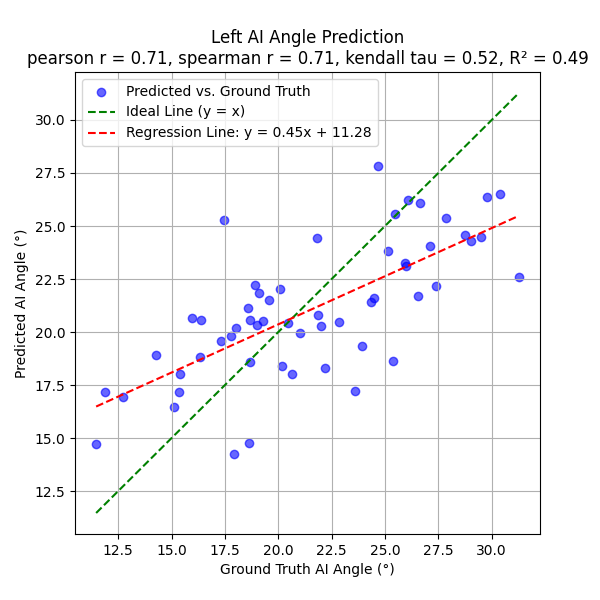 Left AI Angle Prediction
pearson r = 0.71, spearman r = 0.71, kendall tau = 0.52, R² = 0.49
Predicted vs. Ground Truth
Ideal Line (y = x)
Regression Line: y = 0.45x + 11.28
Predicted AI Angle (°)
30.0
27.5
25.0
22.5
20.0
17.5
15.0
12.5
12.5 15.0 17.5 20.0 22.5 25.0 27.5 30.0
Ground Truth AI Angle (°)